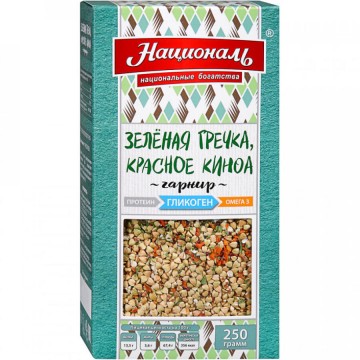 Националь
®
национальные богатства
ЗЕЛЁНАЯ ГРЕЧКА,
КРАСНОЕ КИНОА
~гарнир~
ПРОТЕИН
ГЛИКОГЕН
ОМЕГА 3
250
ГРАММ